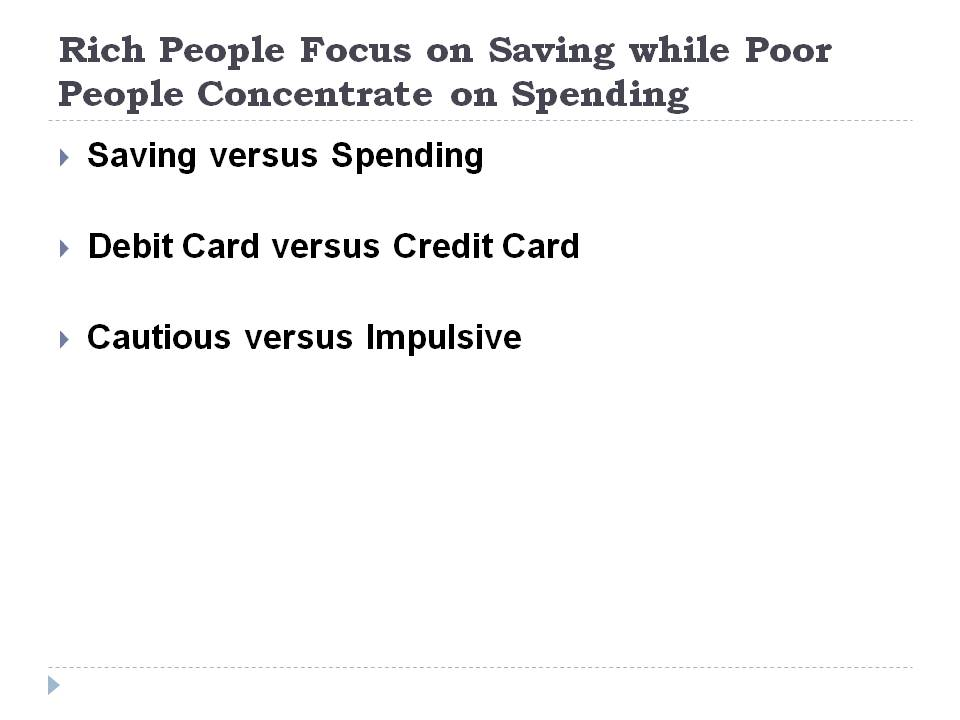 Rich People Focus on Saving while Poor
People Concentrate on Spending
Saving versus Spending
Debit Card versus Credit Card
Cautious versus Impulsive